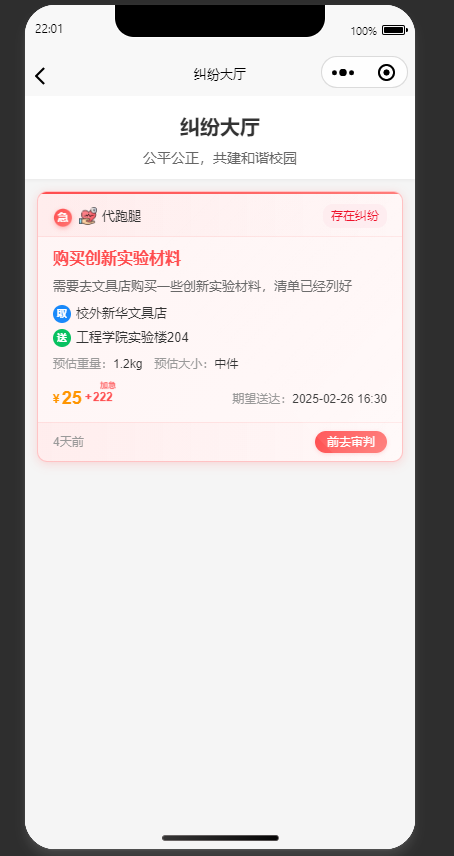 22:01
100%
纠纷大厅
纠纷大厅
公平公正，共建和谐校园
急 代跑腿 存在纠纷
购买创新实验材料
需要去文具店购买一些创新实验材料，清单已经列好
取 校外新华文具店
送 工程学院实验楼204
预估重量：1.2kg 预估大小：中件
加急
¥25 +222 期望送达：2025-02-26 16:30
4天前 前去审判